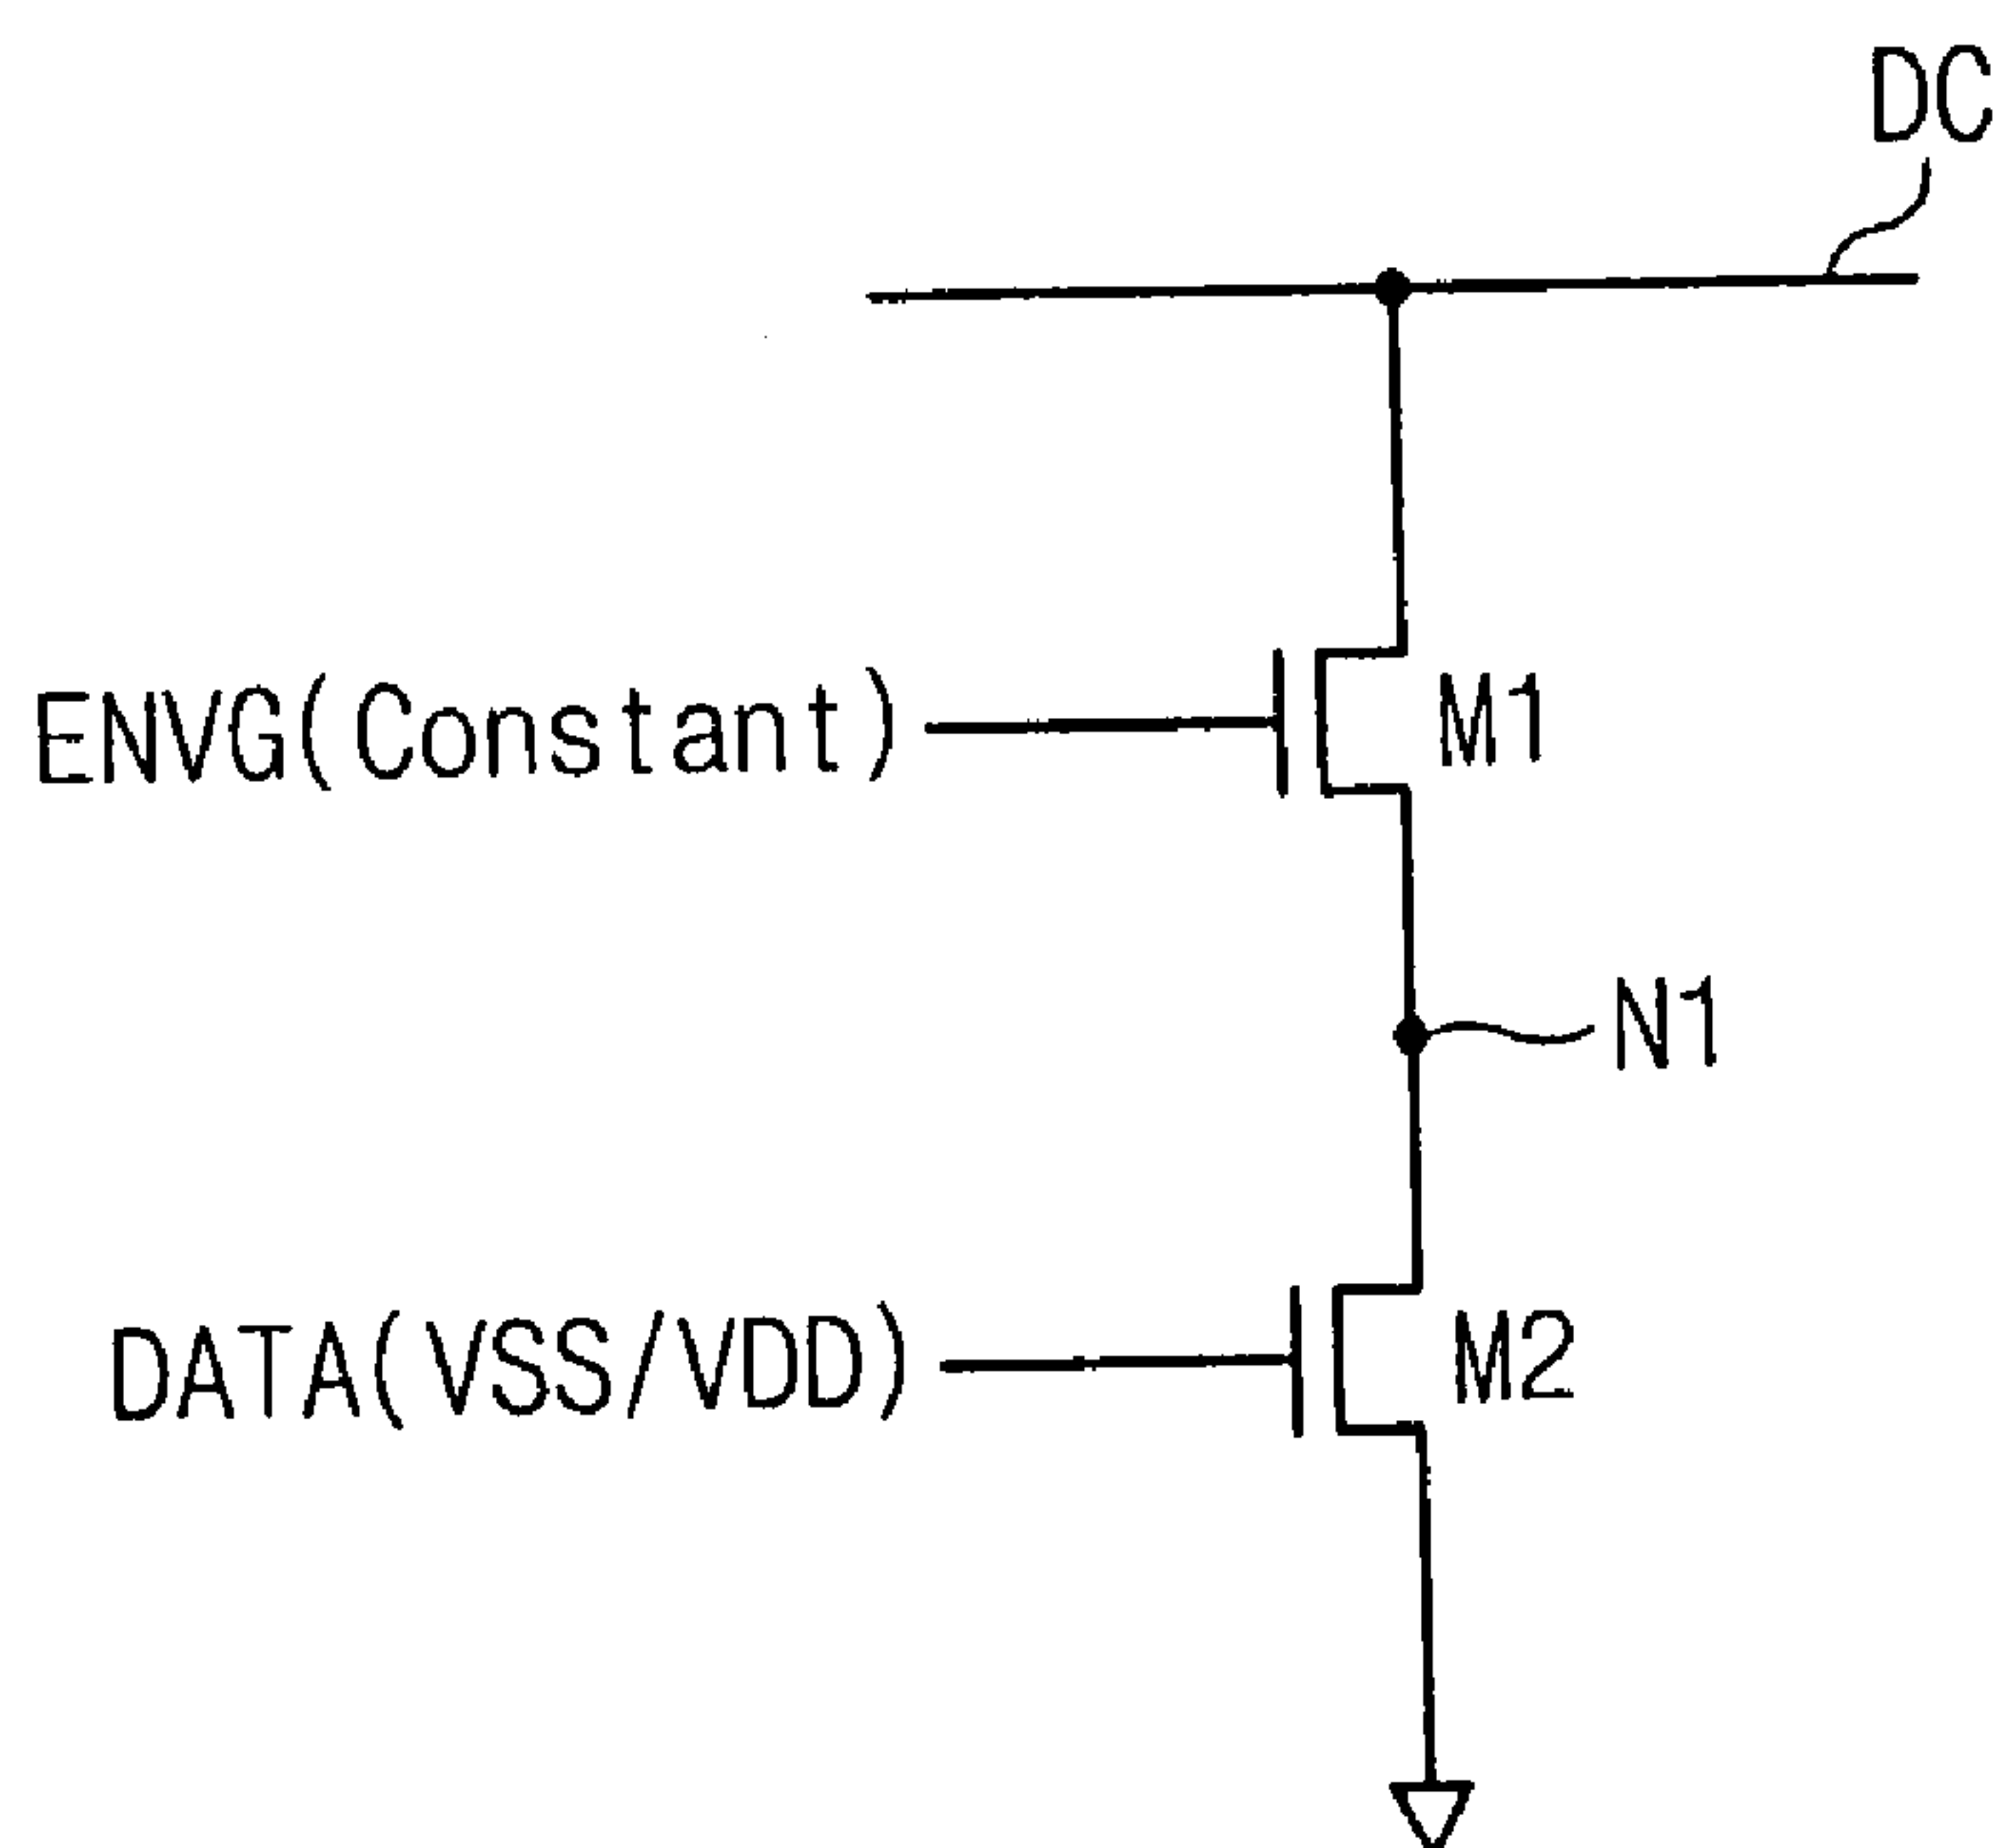 DC
ENVG(Constant)
M1
N1
DATA(VSS/VDD)
M2